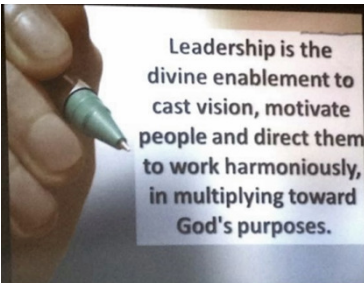 Leadership is the
divine enablement to
cast vision, motivate
people and direct them
to work harmoniously,
in multiplying toward
God's purposes.